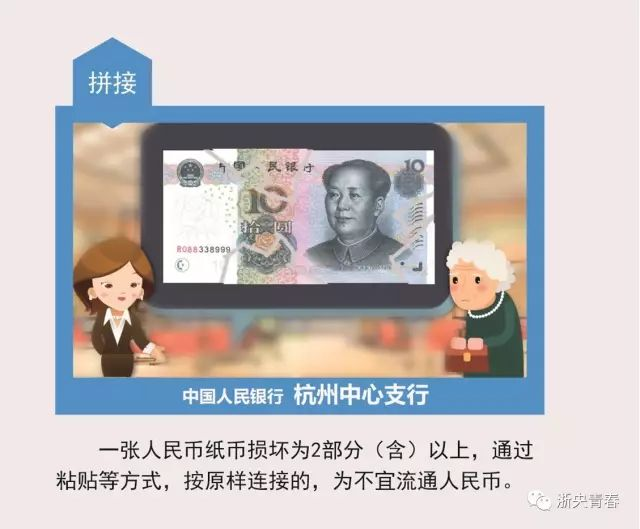 拼接
中国 民银行
10
10
拾圆
R088338999
中国人民银行 杭州中心支行
一张人民币纸币损坏为2部分（含）以上，通过
粘贴等方式，按原样连接的，为不宜流通人民币。
浙央青春